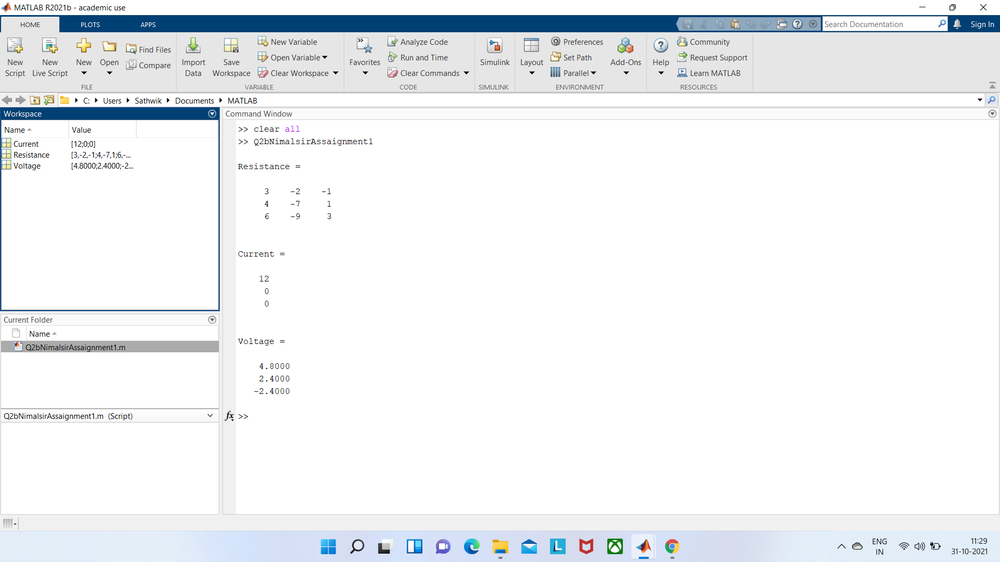 MATLAB R2021b - academic use
HOME PLOTS APPS
Search Documentation
Sign In
New Script
New Live Script
New
Open
Find Files
Compare
FILE
Import Data
Save Workspace
New Variable
Open Variable
Clear Workspace
VARIABLE
Favorites
Analyze Code
Run and Time
Clear Commands
CODE
Simulink
SIMULINK
Layout
Preferences
Set Path
Parallel
Add-Ons
ENVIRONMENT
Help
Community
Request Support
Learn MATLAB
RESOURCES
C: Users Sathwik Documents MATLAB
Workspace
Name Value
Current [12;0;0]
Resistance [3,-2,-1;4,-7,1;6,-...
Voltage [4.8000;2.4000;-2...
Current Folder
Name
Q2bNimalsirAssaignment1.m
Q2bNimalsirAssaignment1.m (Script)
Command Window
>> clear all
>> Q2bNimalsirAssaignment1
Resistance =
3 -2 -1
4 -7 1
6 -9 3
Current =
12
0
0
Voltage =
4.8000
2.4000
-2.4000
fx >>
ENG
IN
11:29
31-10-2021